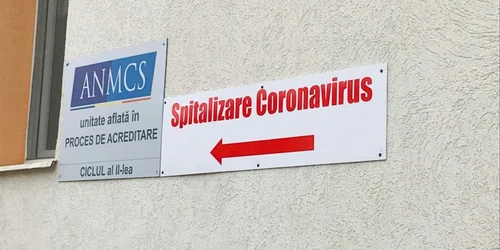 ANMCS
unitate aflată în
PROCES DE ACREDITARE
CICLUL al II-lea
Spitalizare Coronavirus